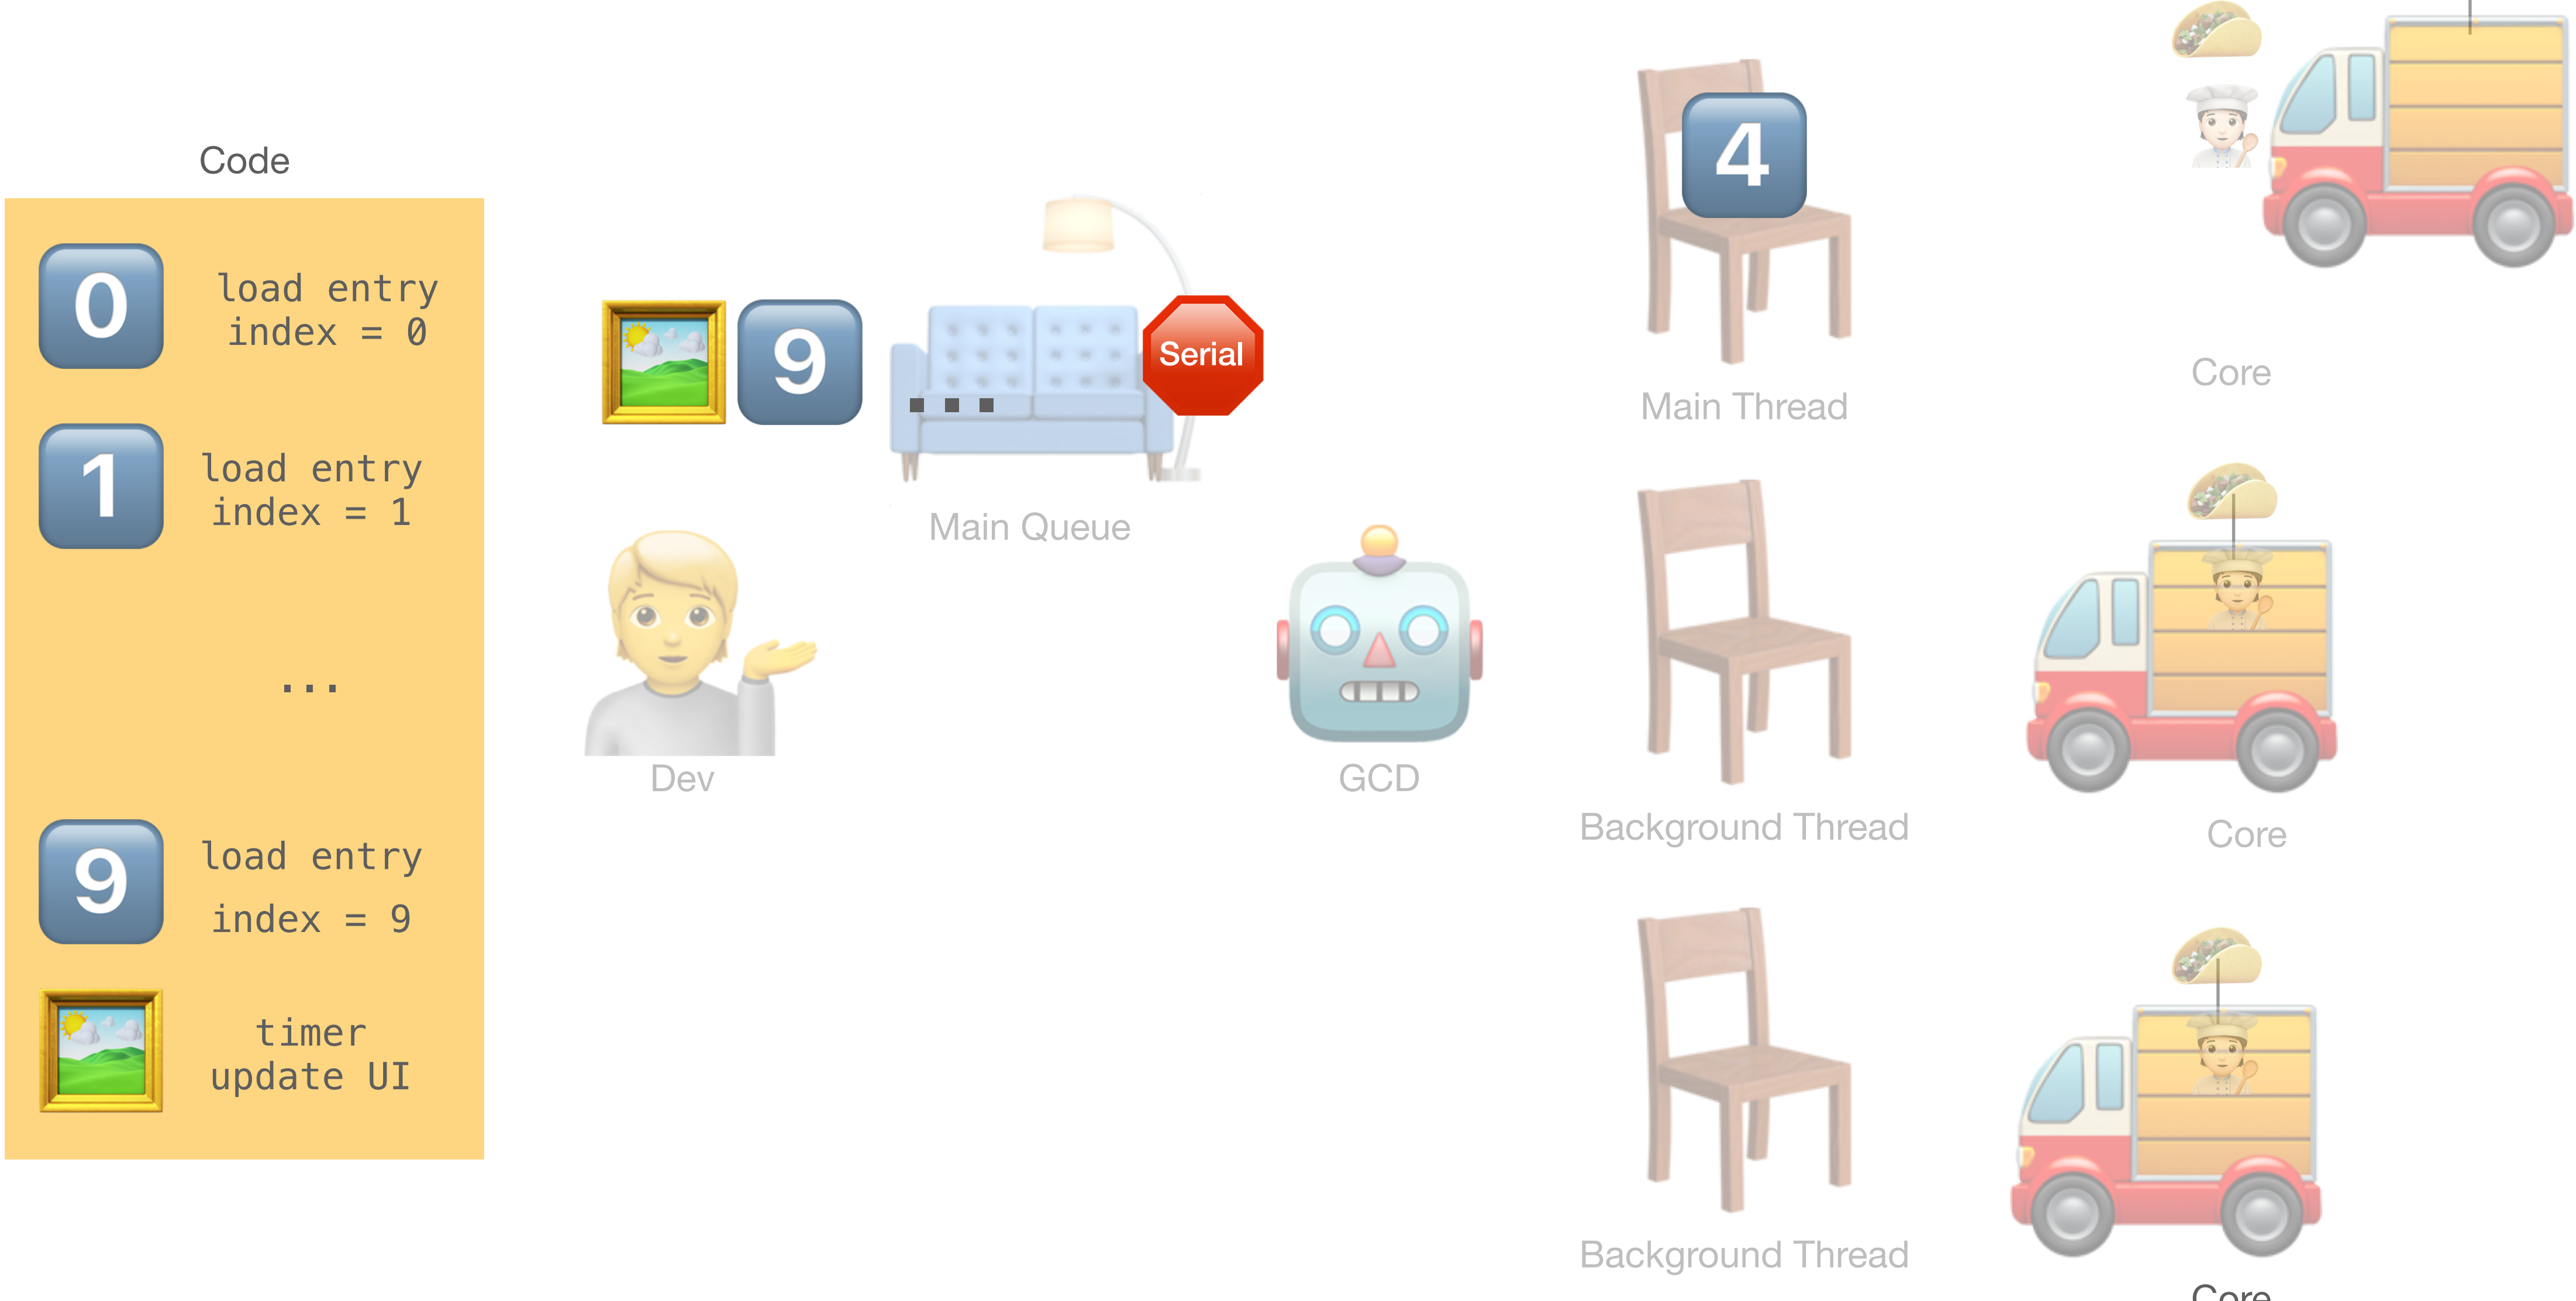 Code
0
load entry
index = 0
1
load entry
index = 1
...
9
load entry
index = 9
timer
update UI
9
Serial
Main Queue
Dev
GCD
4
Main Thread
Background Thread
Background Thread
Core
Core
Core